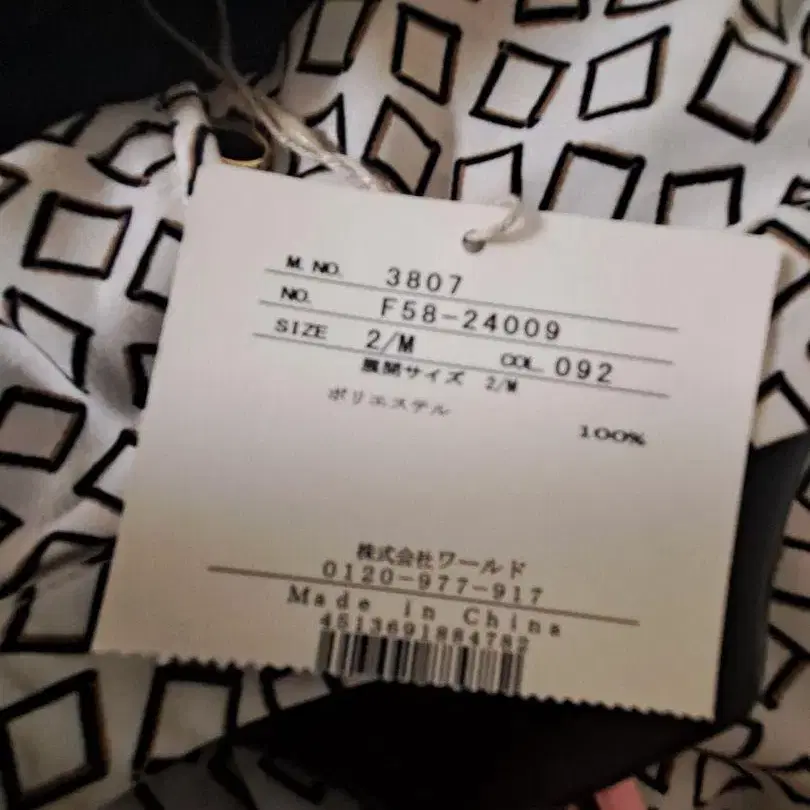 M. NO. 3807
NO. F58-24009
SIZE 2/M COL. 092
展開サイズ 2/M
ポリエステル
100%
株式会社ワールド
0120-977-917
Made in China
4513691884782